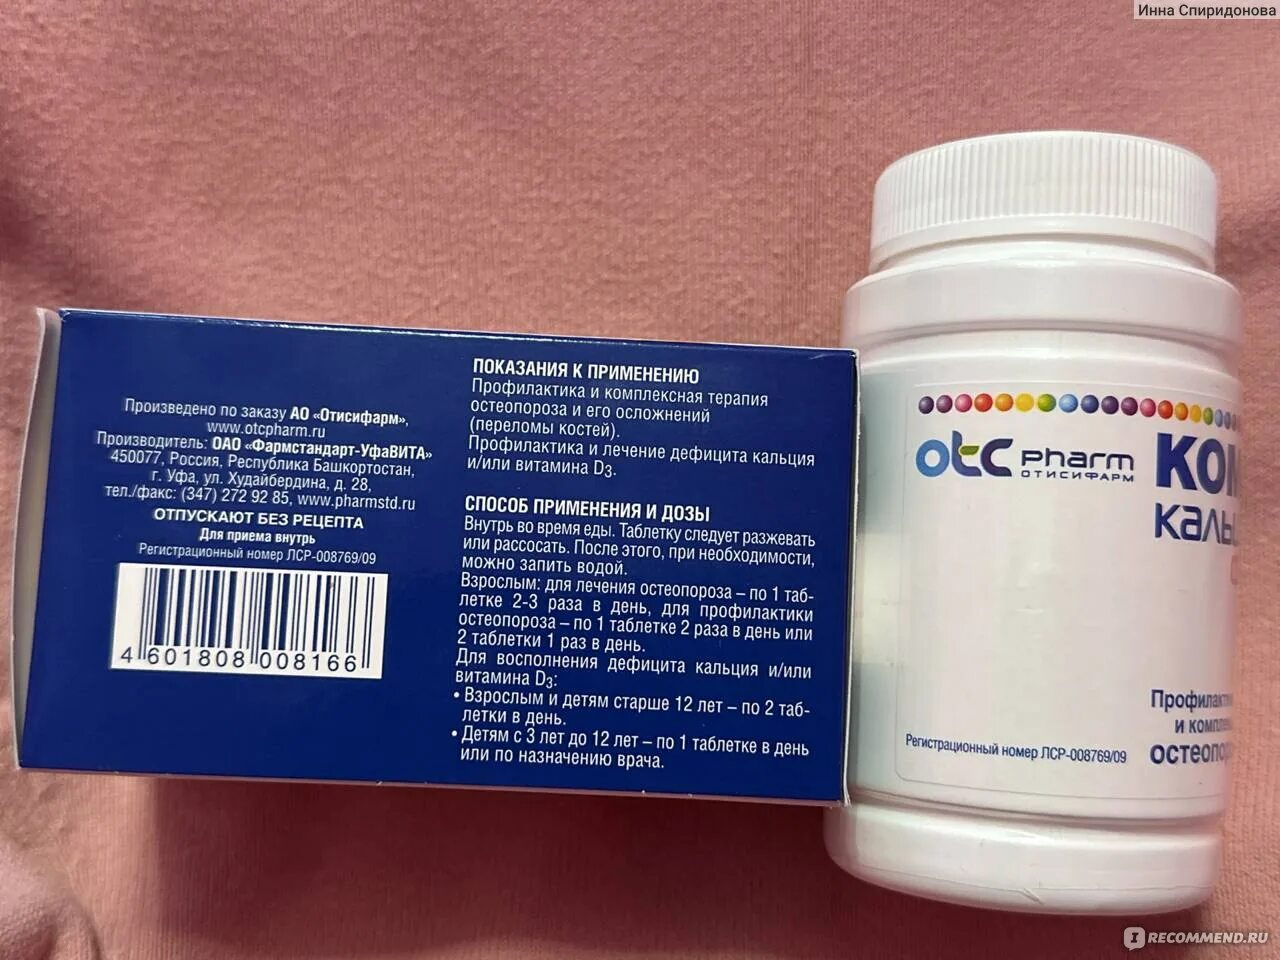 Инна Спиридонова
Произведено по заказу АО «Отисифарм»,
www.otcpharm.ru
Производитель: ОАО «Фармстандарт-УфаВИТА»
450077, Россия, Республика Башкортостан,
г. Уфа, ул. Худайбердина, д. 28,
тел./факс: (347) 272 92 85, www.pharmstd.ru
ОТПУСКАЮТ БЕЗ РЕЦЕПТА
Для приема внутрь
Регистрационный номер ЛСР-008769/09
4 601808 008166
ПОКАЗАНИЯ К ПРИМЕНЕНИЮ
Профилактика и комплексная терапия
остеопороза и его осложнений
(переломы костей).
Профилактика и лечение дефицита кальция
и/или витамина D3.
СПОСОБ ПРИМЕНЕНИЯ И ДОЗЫ
Внутрь во время еды. Таблетку следует разжевать
или рассосать. После этого, при необходимости,
можно запить водой.
Взрослым: для лечения остеопороза – по 1 таб-
летке 2-3 раза в день, для профилактики
остеопороза – по 1 таблетке 2 раза в день или
2 таблетки 1 раз в день.
Для восполнения дефицита кальция и/или
витамина D3:
• Взрослым и детям старше 12 лет – по 2 таб-
летки в день.
• Детям с 3 лет до 12 лет – по 1 таблетке в день
или по назначению врача.
otc pharm
ОТИСИФАРМ
КОМ
каль
Профилакти
и компле
остеопор
Регистрационный номер ЛСР-008769/09
IRECOMMEND.RU